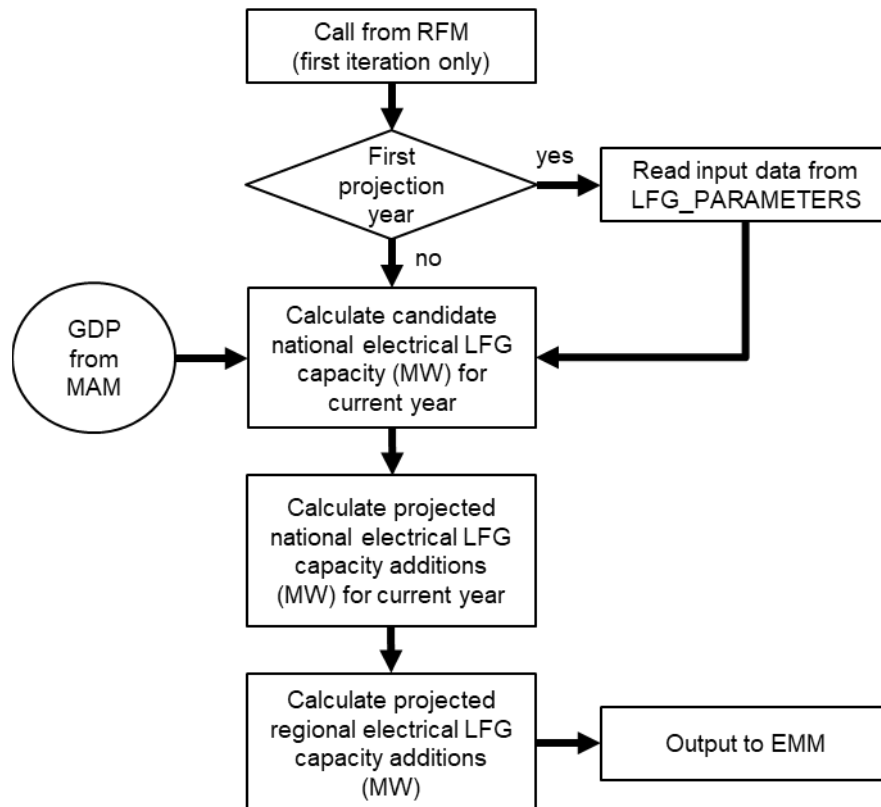 Call from RFM
(first iteration only)
First
projection
year
yes
Read input data from
LFG_PARAMETERS
no
GDP
from
MAM
Calculate candidate
national electrical LFG
capacity (MW) for
current year
Calculate projected
national electrical LFG
capacity additions
(MW) for current year
Calculate projected
regional electrical LFG
capacity additions
(MW)
Output to EMM